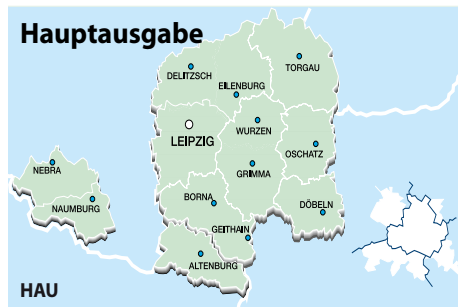 Hauptausgabe
TORGAU
DELITZSCH
EILENBURG
LEIPZIG
WURZEN
OSCHATZ
NEBRA
GRIMMA
NAUMBURG
BORNA
DÖBELN
GEITHAIN
ALTENBURG
HAU